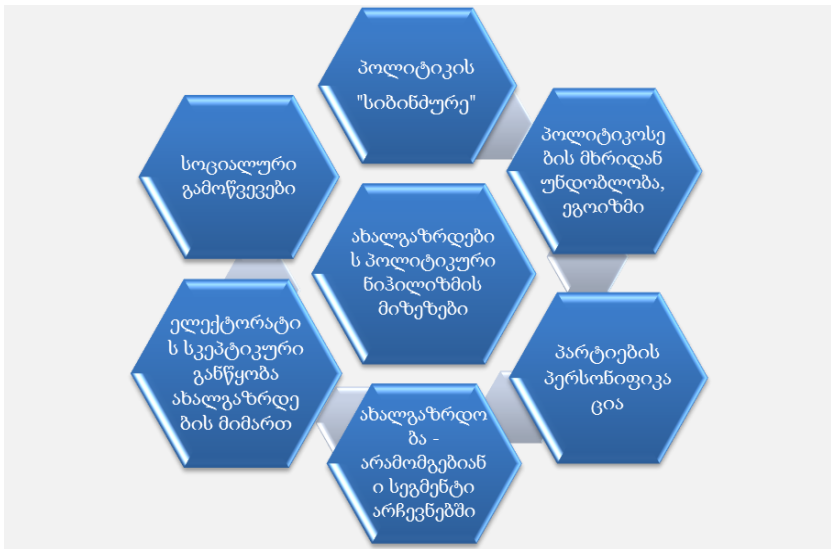 პოლიტიკის
"სიბინძურე"
პოლიტიკოსე
ბის მხრიდან
უნდობლობა,
ეგოიზმი
სოციალური
გამოწვევები
ახალგაზრდები
ს პოლიტიკური
ნიჰილიზმის
მიზეზები
ელექტორატი
ს სკეპტიკური
განწყობა
ახალგაზრდე
ბის მიმართ
პარტიების
პერსონიფიკა
ცია
ახალგაზრდო
ბა -
არამომგებიან
ი სეგმენტი
არჩევნებში